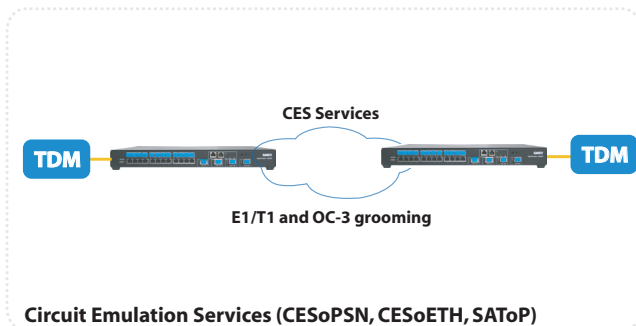 CES Services
TDM
TDM
E1/T1 and OC-3 grooming
Circuit Emulation Services (CESoPSN, CESoETH, SAToP)